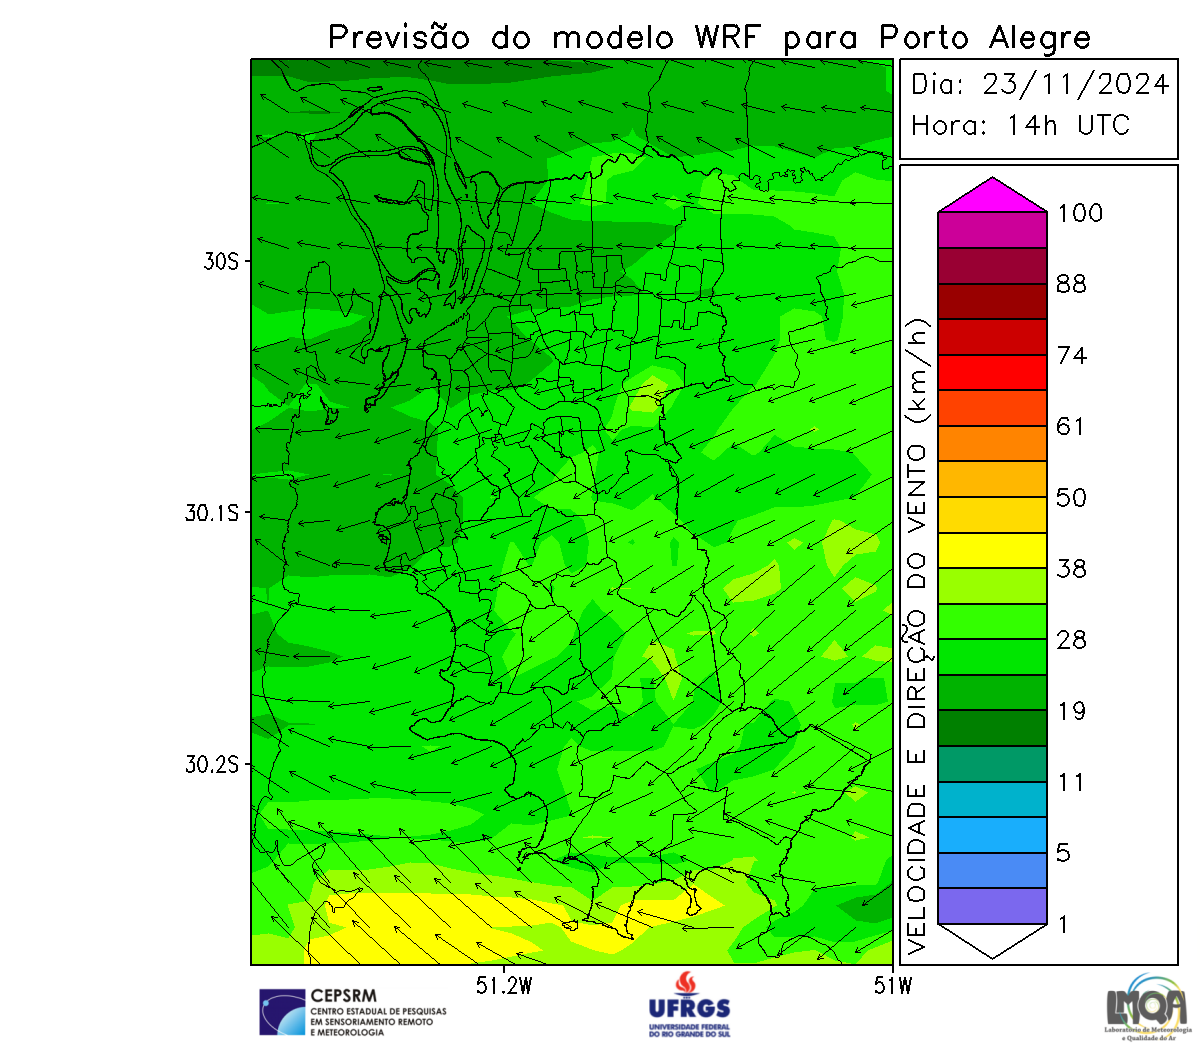 Previsão do modelo WRF para Porto Alegre
Dia: 23/11/2024
Hora: 14h UTC
30S
30.1S
30.2S
51.2W
51W
VELOCIDADE E DIREÇÃO DO VENTO (km/h)
100
88
74
61
50
38
28
19
11
5
1
CEPSRM
CENTRO ESTADUAL DE PESQUISAS
EM SENSORIAMENTO REMOTO
E METEOROLOGIA
UFRGS
UNIVERSIDADE FEDERAL
DO RIO GRANDE DO SUL
LMQA
Laboratório de Meteorologia
e Qualidade do Ar